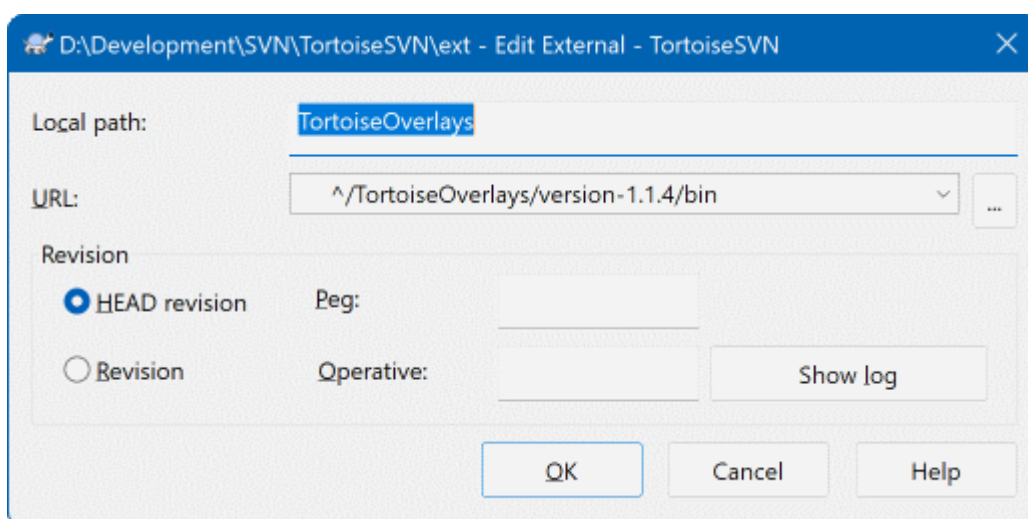 D:\Development\SVN\TortoiseSVN\ext - Edit External - TortoiseSVN
Local path: TortoiseOverlays
URL: ^/TortoiseOverlays/version-1.1.4/bin ...
Revision
HEAD revision Peg:
Revision Operative: Show log
OK Cancel Help